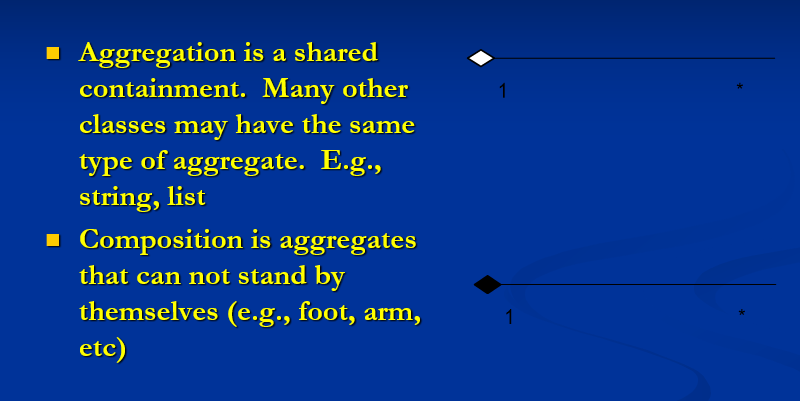 Aggregation is a shared
containment.  Many other
classes may have the same
type of aggregate.  E.g.,
string, list
1 *
Composition is aggregates
that can not stand by
themselves (e.g., foot, arm,
etc)
1 *